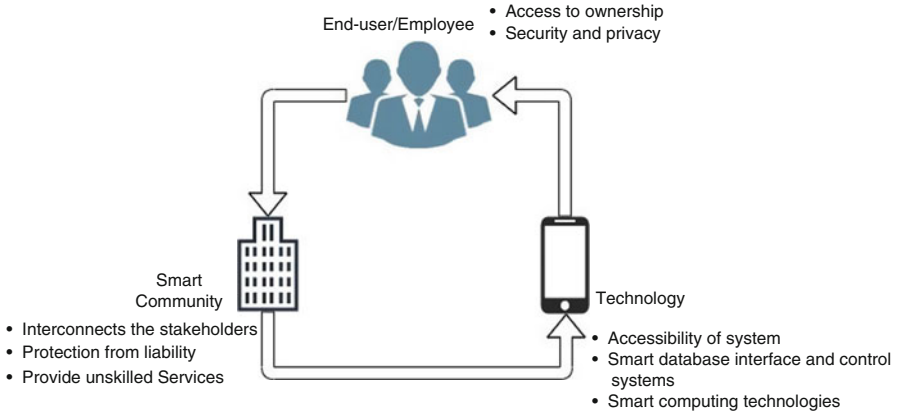 End-user/Employee
• Access to ownership
• Security and privacy
Smart
Community
• Interconnects the stakeholders
• Protection from liability
• Provide unskilled Services
Technology
• Accessibility of system
• Smart database interface and control
systems
• Smart computing technologies